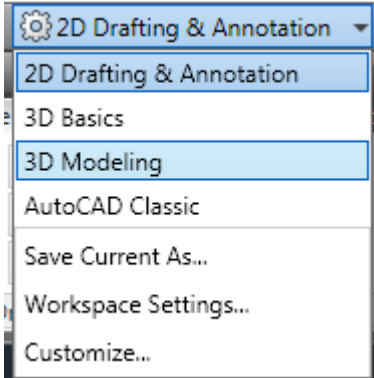 2D Drafting & Annotation
2D Drafting & Annotation
3D Basics
3D Modeling
AutoCAD Classic
Save Current As...
Workspace Settings...
Customize...